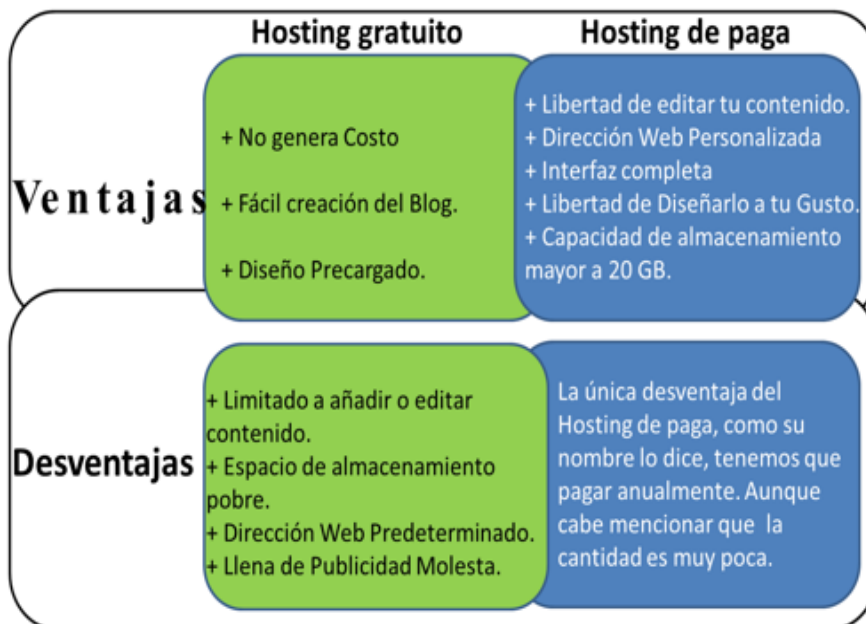 Hosting gratuito
Hosting de paga
Ventajas
+ No genera Costo
+ Fácil creación del Blog.
+ Diseño Precargado.
+ Libertad de editar tu contenido.
+ Dirección Web Personalizada
+ Interfaz completa
+ Libertad de Diseñarlo a tu Gusto.
+ Capacidad de almacenamiento
mayor a 20 GB.
Desventajas
+ Limitado a añadir o editar
contenido.
+ Espacio de almacenamiento
pobre.
+ Dirección Web Predeterminado.
+ Llena de Publicidad Molesta.
La única desventaja del
Hosting de paga, como su
nombre lo dice, tenemos que
pagar anualmente. Aunque
cabe mencionar que la
cantidad es muy poca.